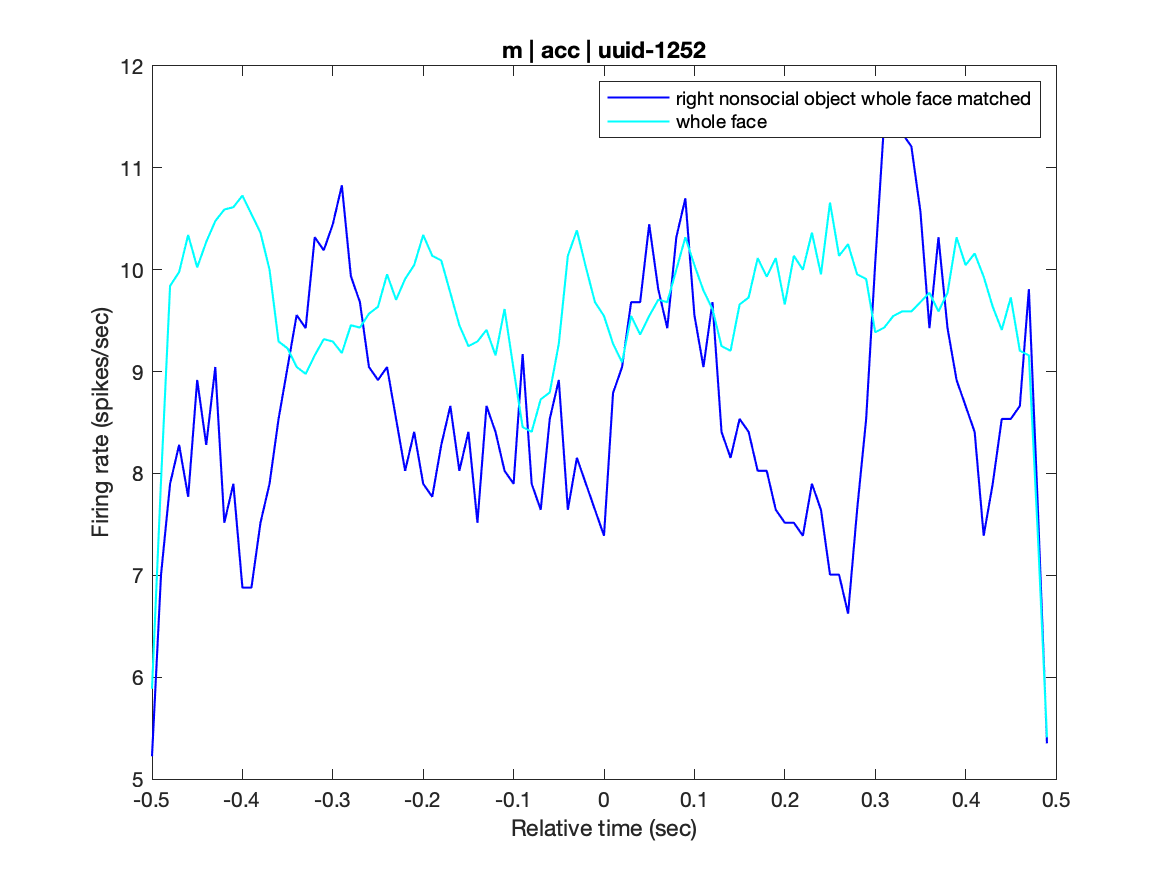 m | acc | uuid-1252
12
11
10
9
8
7
6
5
Firing rate (spikes/sec)
right nonsocial object whole face matched
whole face
-0.5 -0.4 -0.3 -0.2 -0.1 0 0.1 0.2 0.3 0.4 0.5
Relative time (sec)